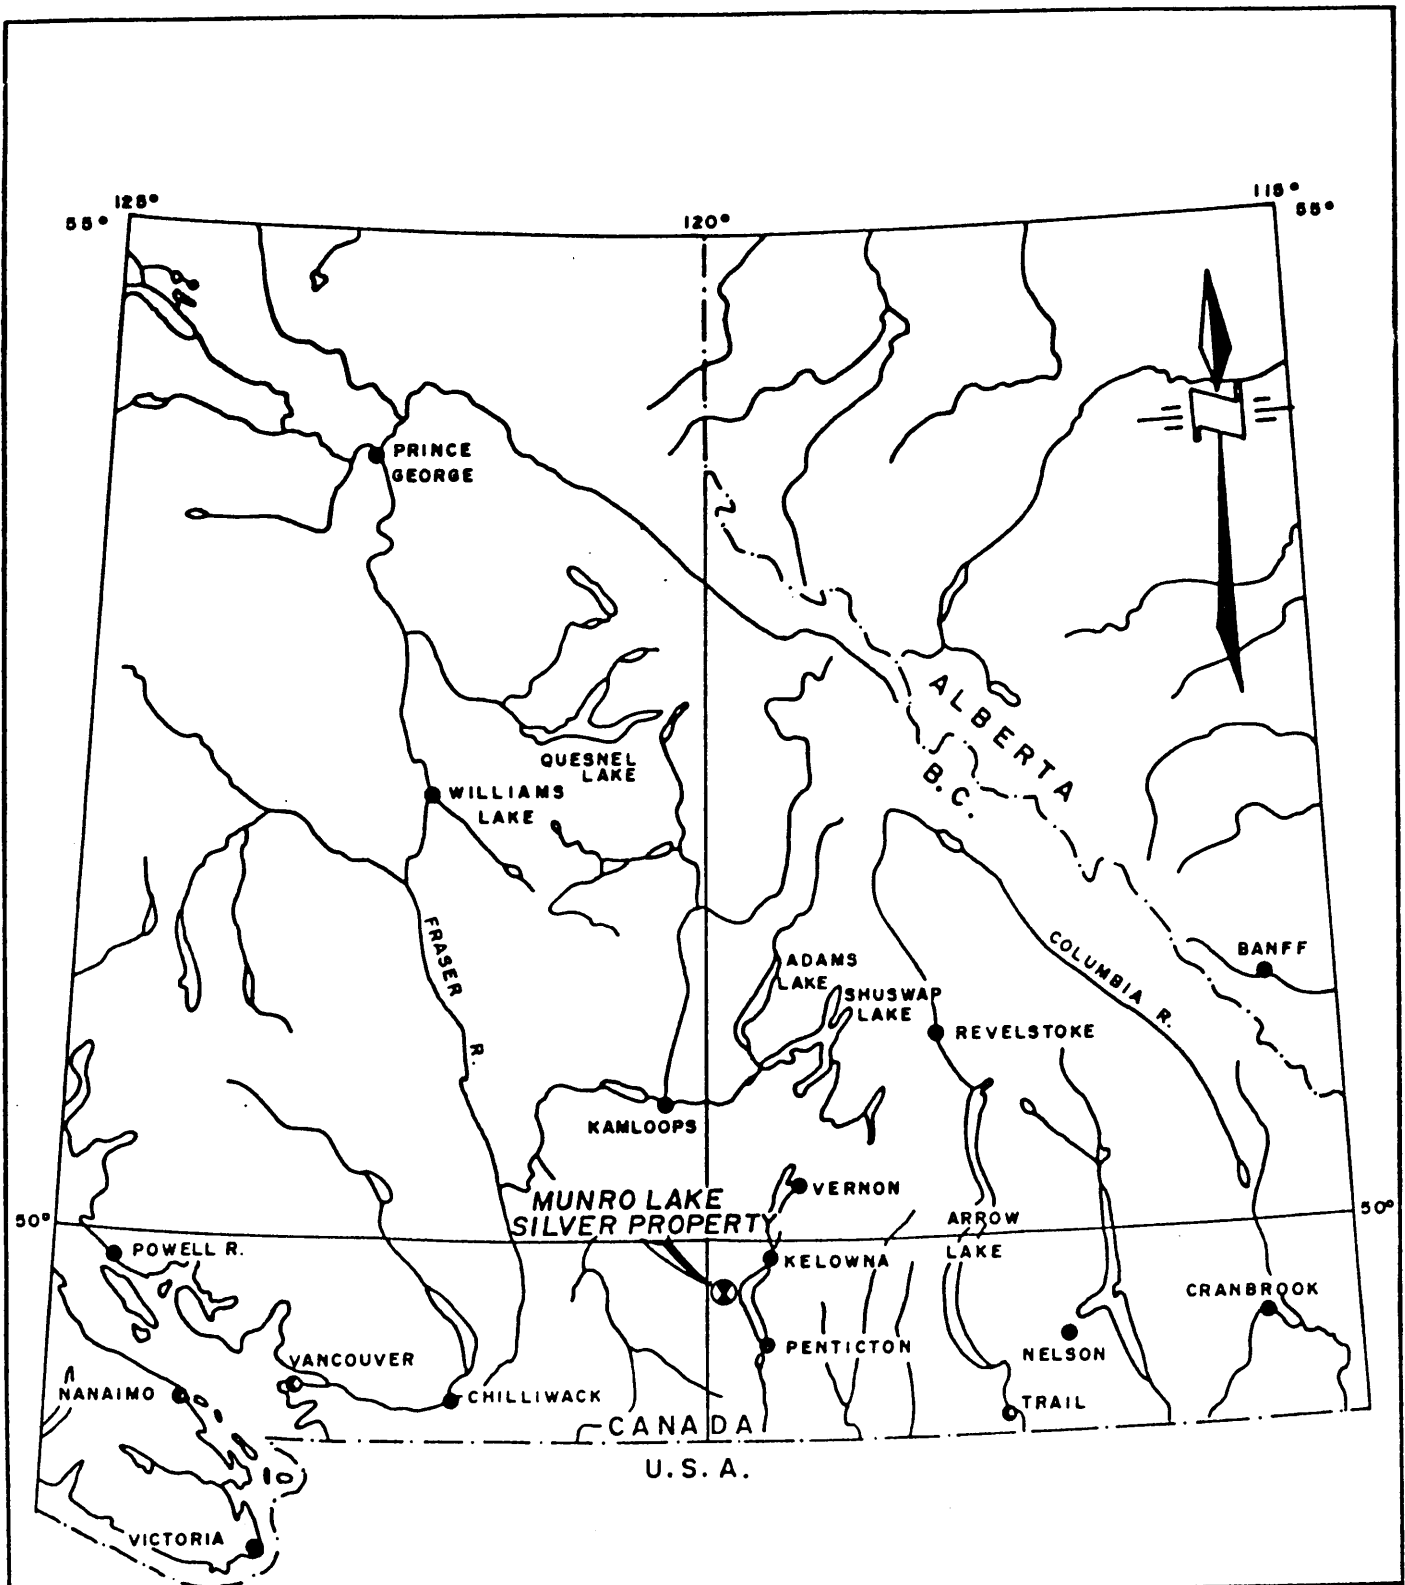 125°
115°
55°
120°
55°
PRINCE
GEORGE
ALBERTA
B.C.
QUESNEL
LAKE
WILLIAMS
LAKE
FRASER
R.
COLUMBIA R.
BANFF
ADAMS
LAKE
SHUSWAP
LAKE
REVELSTOKE
KAMLOOPS
VERNON
MUNRO LAKE
SILVER PROPERTY
50°
50°
ARROW
LAKE
POWELL R.
KELOWNA
CRANBROOK
PENTICTON
NELSON
VANCOUVER
NANAIMO
CHILLIWACK
TRAIL
CANADA
U.S.A.
VICTORIA